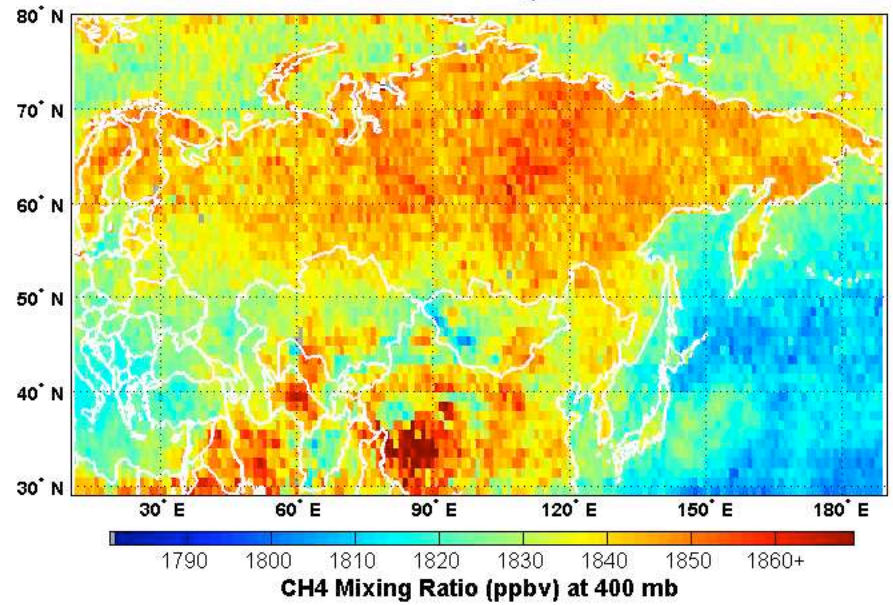 80° N
70° N
60° N
50° N
40° N
30° N
30° E 60° E 90° E 120° E 150° E 180° E
1790 1800 1810 1820 1830 1840 1850 1860+
CH4 Mixing Ratio (ppbv) at 400 mb